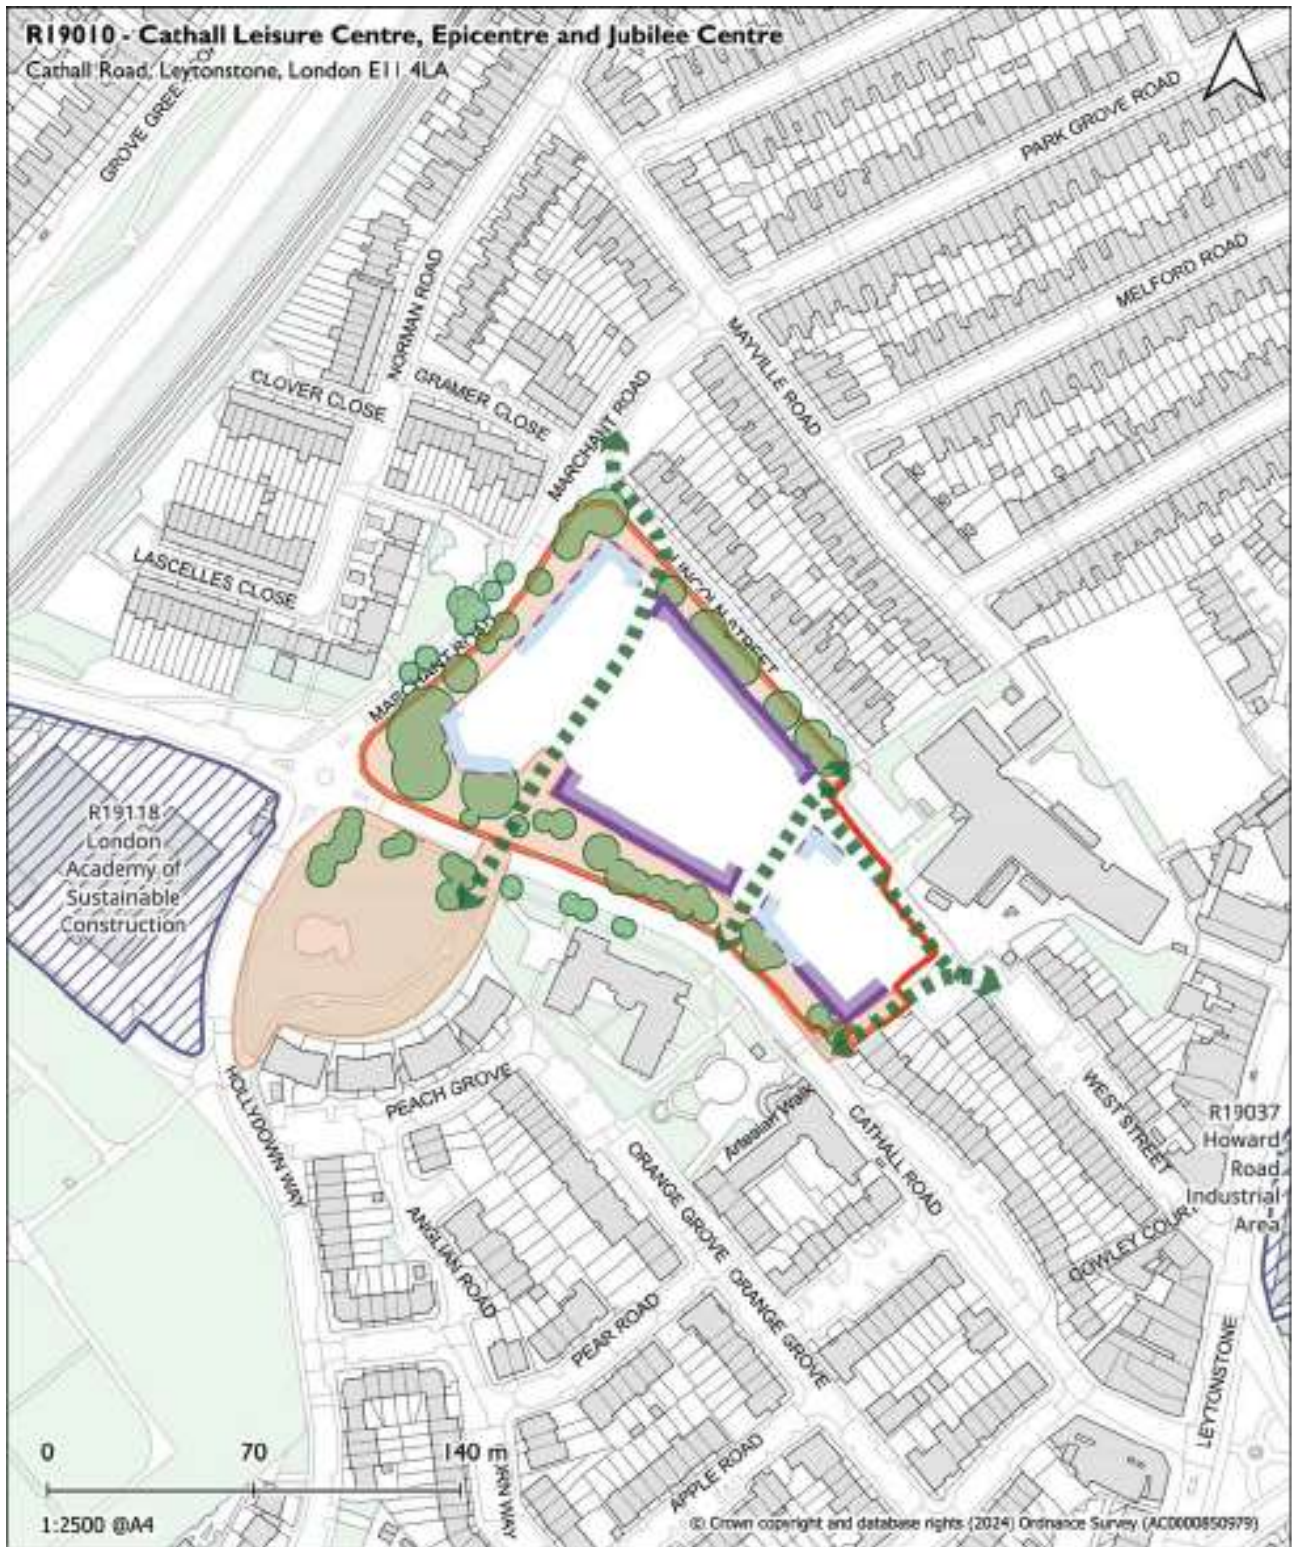 R19010 - Cathall Leisure Centre, Epicentre and Jubilee Centre
Cathall Road, Leytonstone, London E11 4LA
GROVE GREE
PARK GROVE ROAD
MELFORD ROAD
NORMAN ROAD
MAYVILLE ROAD
CLOVER CLOSE
GRAMER CLOSE
MARCHANT ROAD
LASCELLES CLOSE
LINCOLN STREET
MARCHANT ROAD
R19118
London
Academy of
Sustainable
Construction
HOLLYDOWN WAY
PEACH GROVE
Artesian Walk
CATHALL ROAD
WEST STREET
R19037
Howard
Road
Industrial
Area
ORANGE GROVE
ANGLIAN ROAD
COWLEY COURT
ORANGE GROVE
PEAR ROAD
LEYTONSTONE
APPLE ROAD
0 70 140 m
1:2500 @A4
© Crown copyright and database rights (2024) Ordnance Survey (AC0000850979)